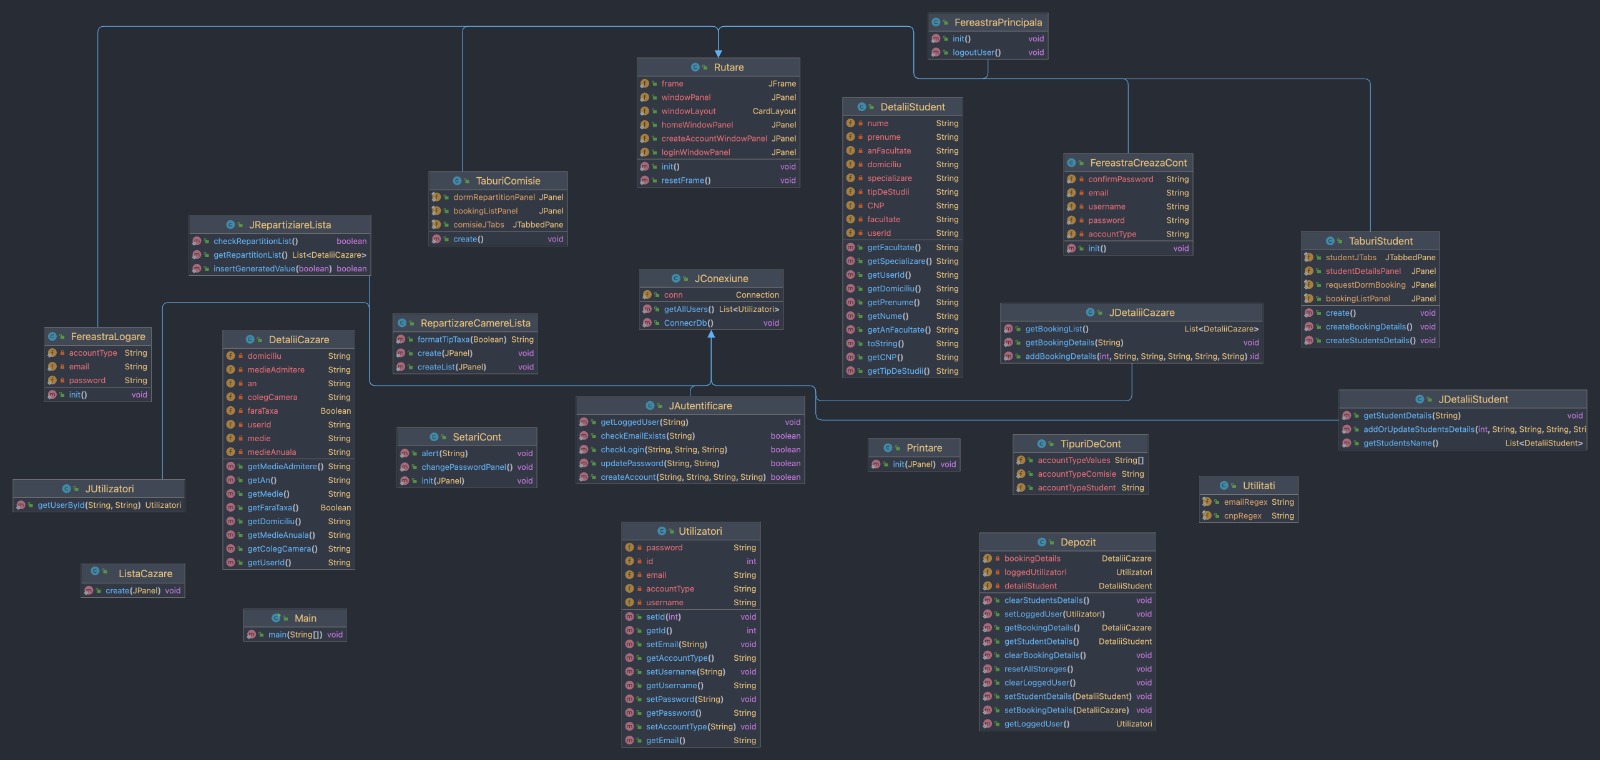 FereastraPrincipala
init() void
logoutUser() void
Rutare
frame JFrame
windowPanel JPanel
windowLayout CardLayout
homeWindowPanel JPanel
createAccountWindowPanel JPanel
loginWindowPanel JPanel
init() void
resetFrame() void
DetaliiStudent
nume String
prenume String
anFacultate String
domiciliu String
specializare String
tipDeStudii String
CNP String
facultate String
userId String
getFacultate() String
getSpecializare() String
getUserId() String
getDomiciliu() String
getPrenume() String
getNume() String
getAnFacultate() String
toString() String
getCNP() String
getTipDeStudii() String
FereastraCreazaCont
confirmPassword String
email String
username String
password String
accountType String
init() void
TaburiComisie
dormRepartitionPanel JPanel
bookingListPanel JPanel
comisieJTabs JTabbedPane
create() void
JRepartiziareLista
checkRepartitionList() boolean
getRepartitionList() List<DetaliiCazare>
insertGeneratedValue(boolean) boolean
TaburiStudent
studentJTabs JTabbedPane
studentDetailsPanel JPanel
requestDormBooking JPanel
bookingListPanel JPanel
create() void
createBookingDetails() void
createStudentsDetails() void
JConexiune
conn Connection
getAllUsers() List<Utilizatori>
ConnecrDb() void
JDetaliiCazare
getBookingList() List<DetaliiCazare>
getBookingDetails(String) void
addBookingDetails(int, String, String, String, String, String) xid
FereastraLogare
accountType String
email String
password String
init() void
DetaliiCazare
domiciliu String
medieAdmitere String
an String
colegCamera String
faraTaxa Boolean
userid String
medie String
medieAnuala String
getMedieAdmitere() String
getAn() String
getMedie() String
getFaraTaxa() Boolean
getDomiciliu() String
getMedieAnuala() String
getColegCamera() String
getUserId() String
RepartizareCamereLista
formatTipTaxa(Boolean) String
create(JPanel) void
createList(JPanel) void
JAutentificare
getLoggedUser(String) void
checkEmailExists(String) boolean
checkLogin(String, String, String) boolean
updatePassword(String, String) boolean
createAccount(String, String, String, String) boolean
JDetaliiStudent
getStudentDetails(String) void
addOrUpdateStudentsDetails(int, String, String, String, Stri
getStudentsName() List<DetaliiStudent>
SetariCont
alert(String) void
changePasswordPanel() void
init(JPanel) void
Printare
init(JPanel) void
TipuriDeCont
accountTypeValues String[]
accountTypeComisie String
accountTypeStudent String
JUtilizatori
getUserById(String, String) Utilizatori
Utilitati
emailRegex String
cnpRegex String
Utilizatori
password String
id int
email String
accountType String
username String
setId(int) void
getId() int
setEmail(String) void
getAccountType() String
setUsername(String) void
getUsername() String
setPassword(String) void
getPassword() String
setAccountType(String) void
getEmail() String
Depozit
bookingDetails DetaliiCazare
loggedUtilizatori Utilizatori
detaliiStudent DetaliiStudent
clearStudentsDetails() void
setLoggedUser(Utilizatori) void
getBookingDetails() DetaliiCazare
getStudentDetails() DetaliiStudent
clearBookingDetails() void
resetAllStorages() void
clearLoggedUser() void
setStudentDetails(DetaliiStudent) void
setBookingDetails(DetaliiCazare) void
getLoggedUser() Utilizatori
ListaCazare
create(JPanel) void
Main
main(String[]) void